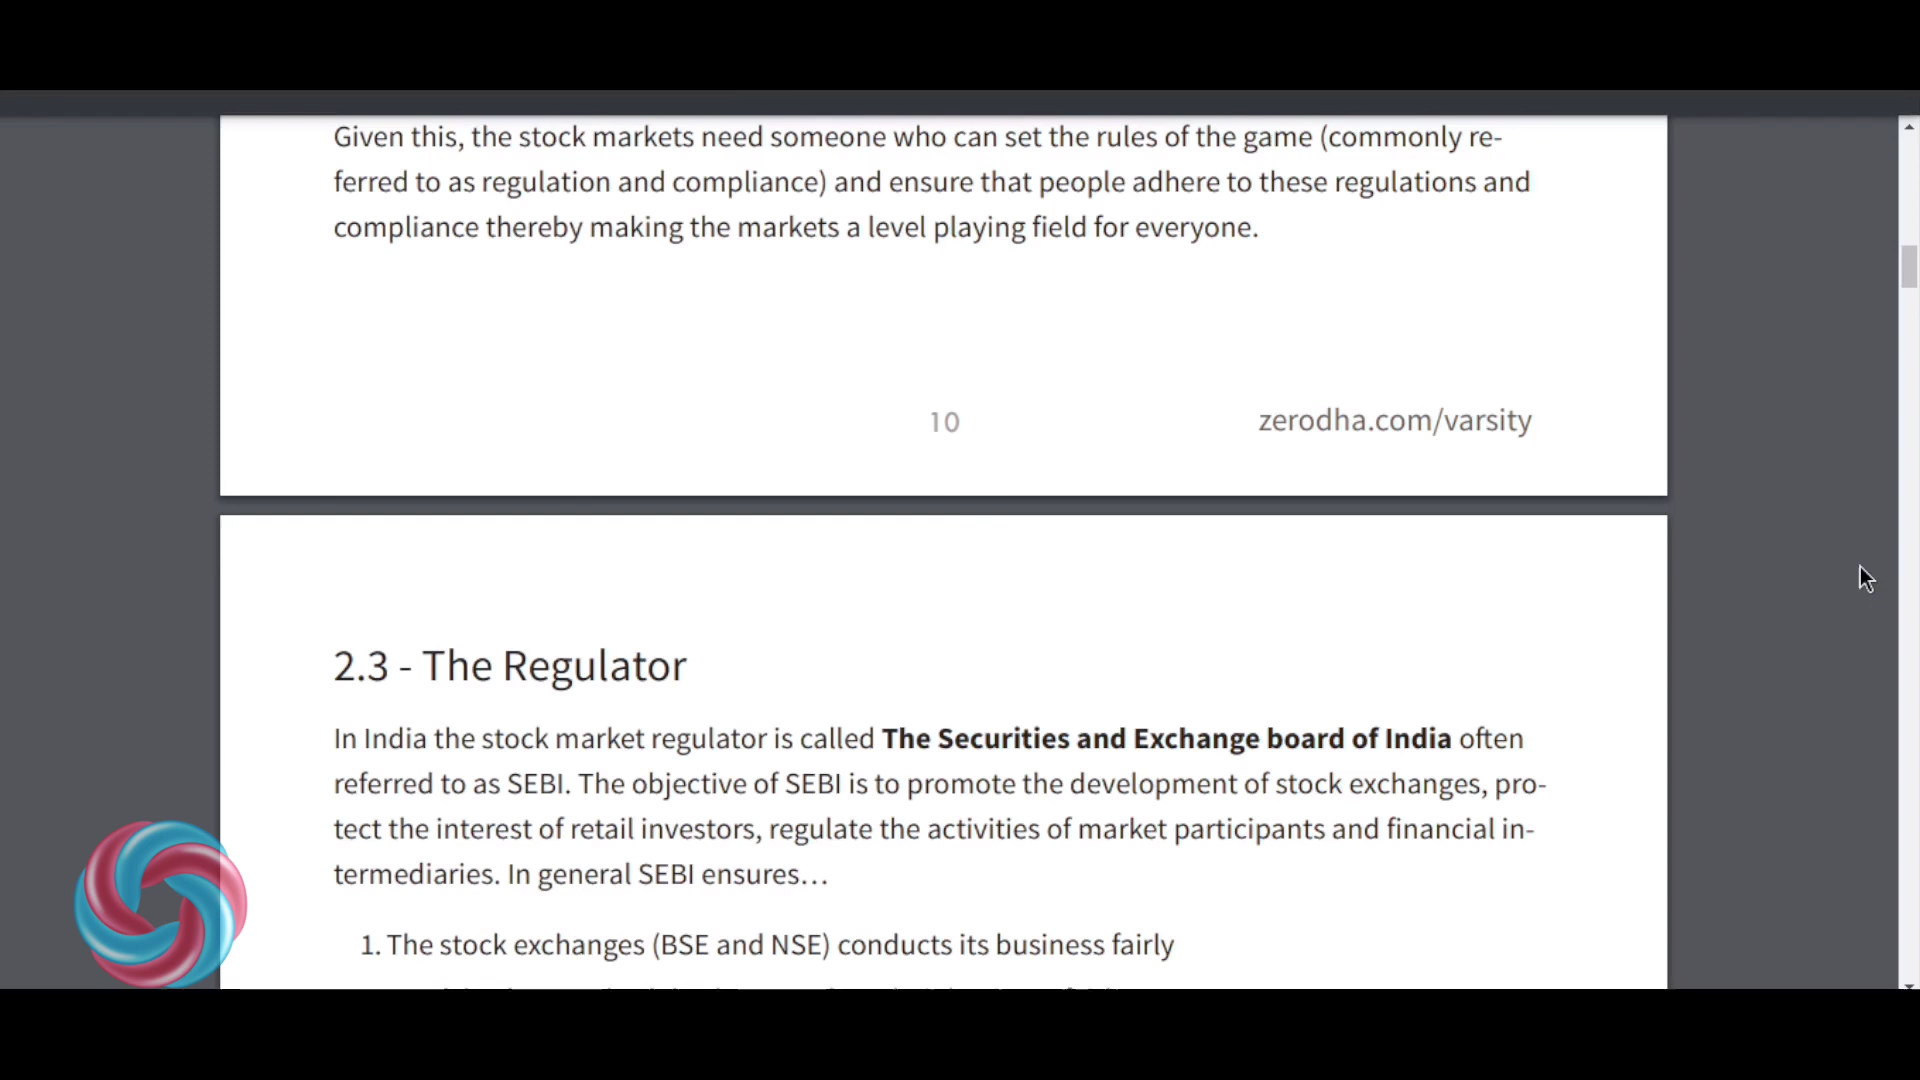 Given this, the stock markets need someone who can set the rules of the game (commonly re-
ferred to as regulation and compliance) and ensure that people adhere to these regulations and
compliance thereby making the markets a level playing field for everyone.
10
zerodha.com/varsity
2.3 - The Regulator
In India the stock market regulator is called The Securities and Exchange board of India often
referred to as SEBI. The objective of SEBI is to promote the development of stock exchanges, pro-
tect the interest of retail investors, regulate the activities of market participants and financial in-
termediaries. In general SEBI ensures…
1. The stock exchanges (BSE and NSE) conducts its business fairly